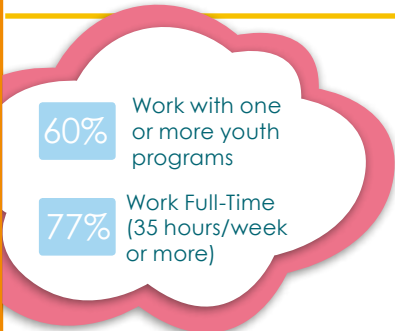 60%
Work with one
or more youth
programs
77%
Work Full-Time
(35 hours/week
or more)